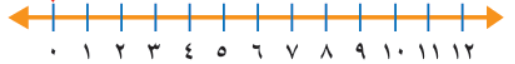 ٠ ١ ٢ ٣ ٤ ٥ ٦ ٧ ٨ ٩ ١٠ ١١ ١٢